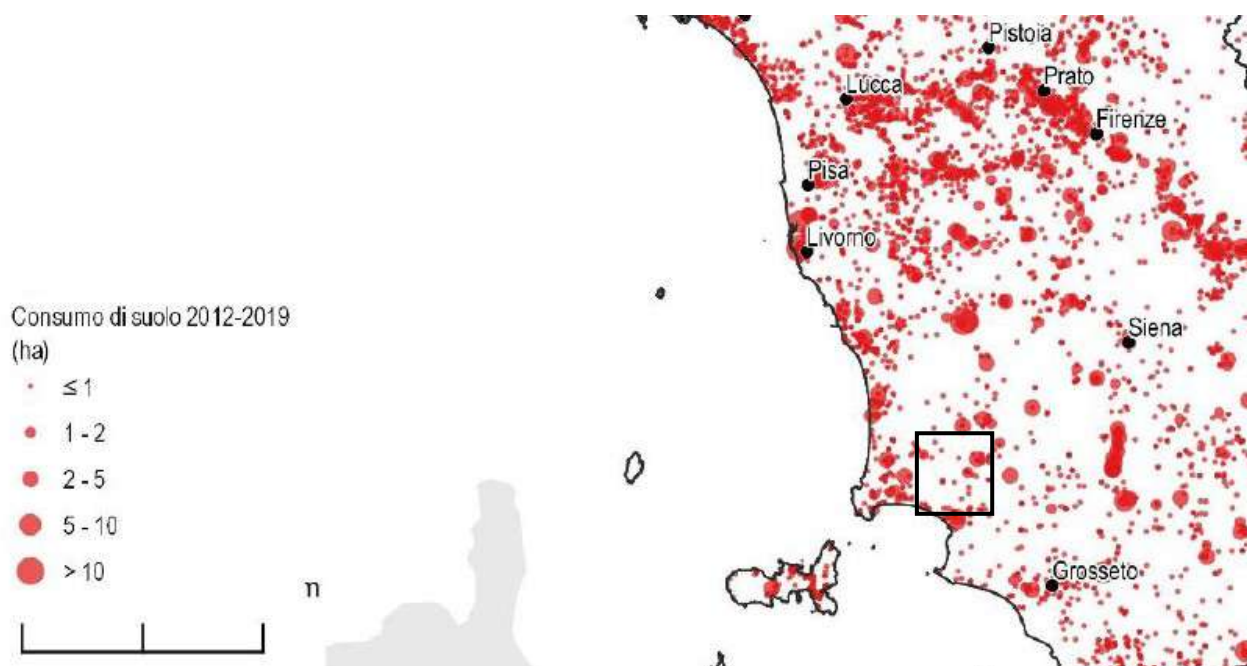 Pistoia
Prato
Lucca
Firenze
Pisa
Livorno
Consumo di suolo 2012-2019
(ha)
Siena
≤ 1
1 - 2
2 - 5
5 - 10
> 10
n
Grosseto